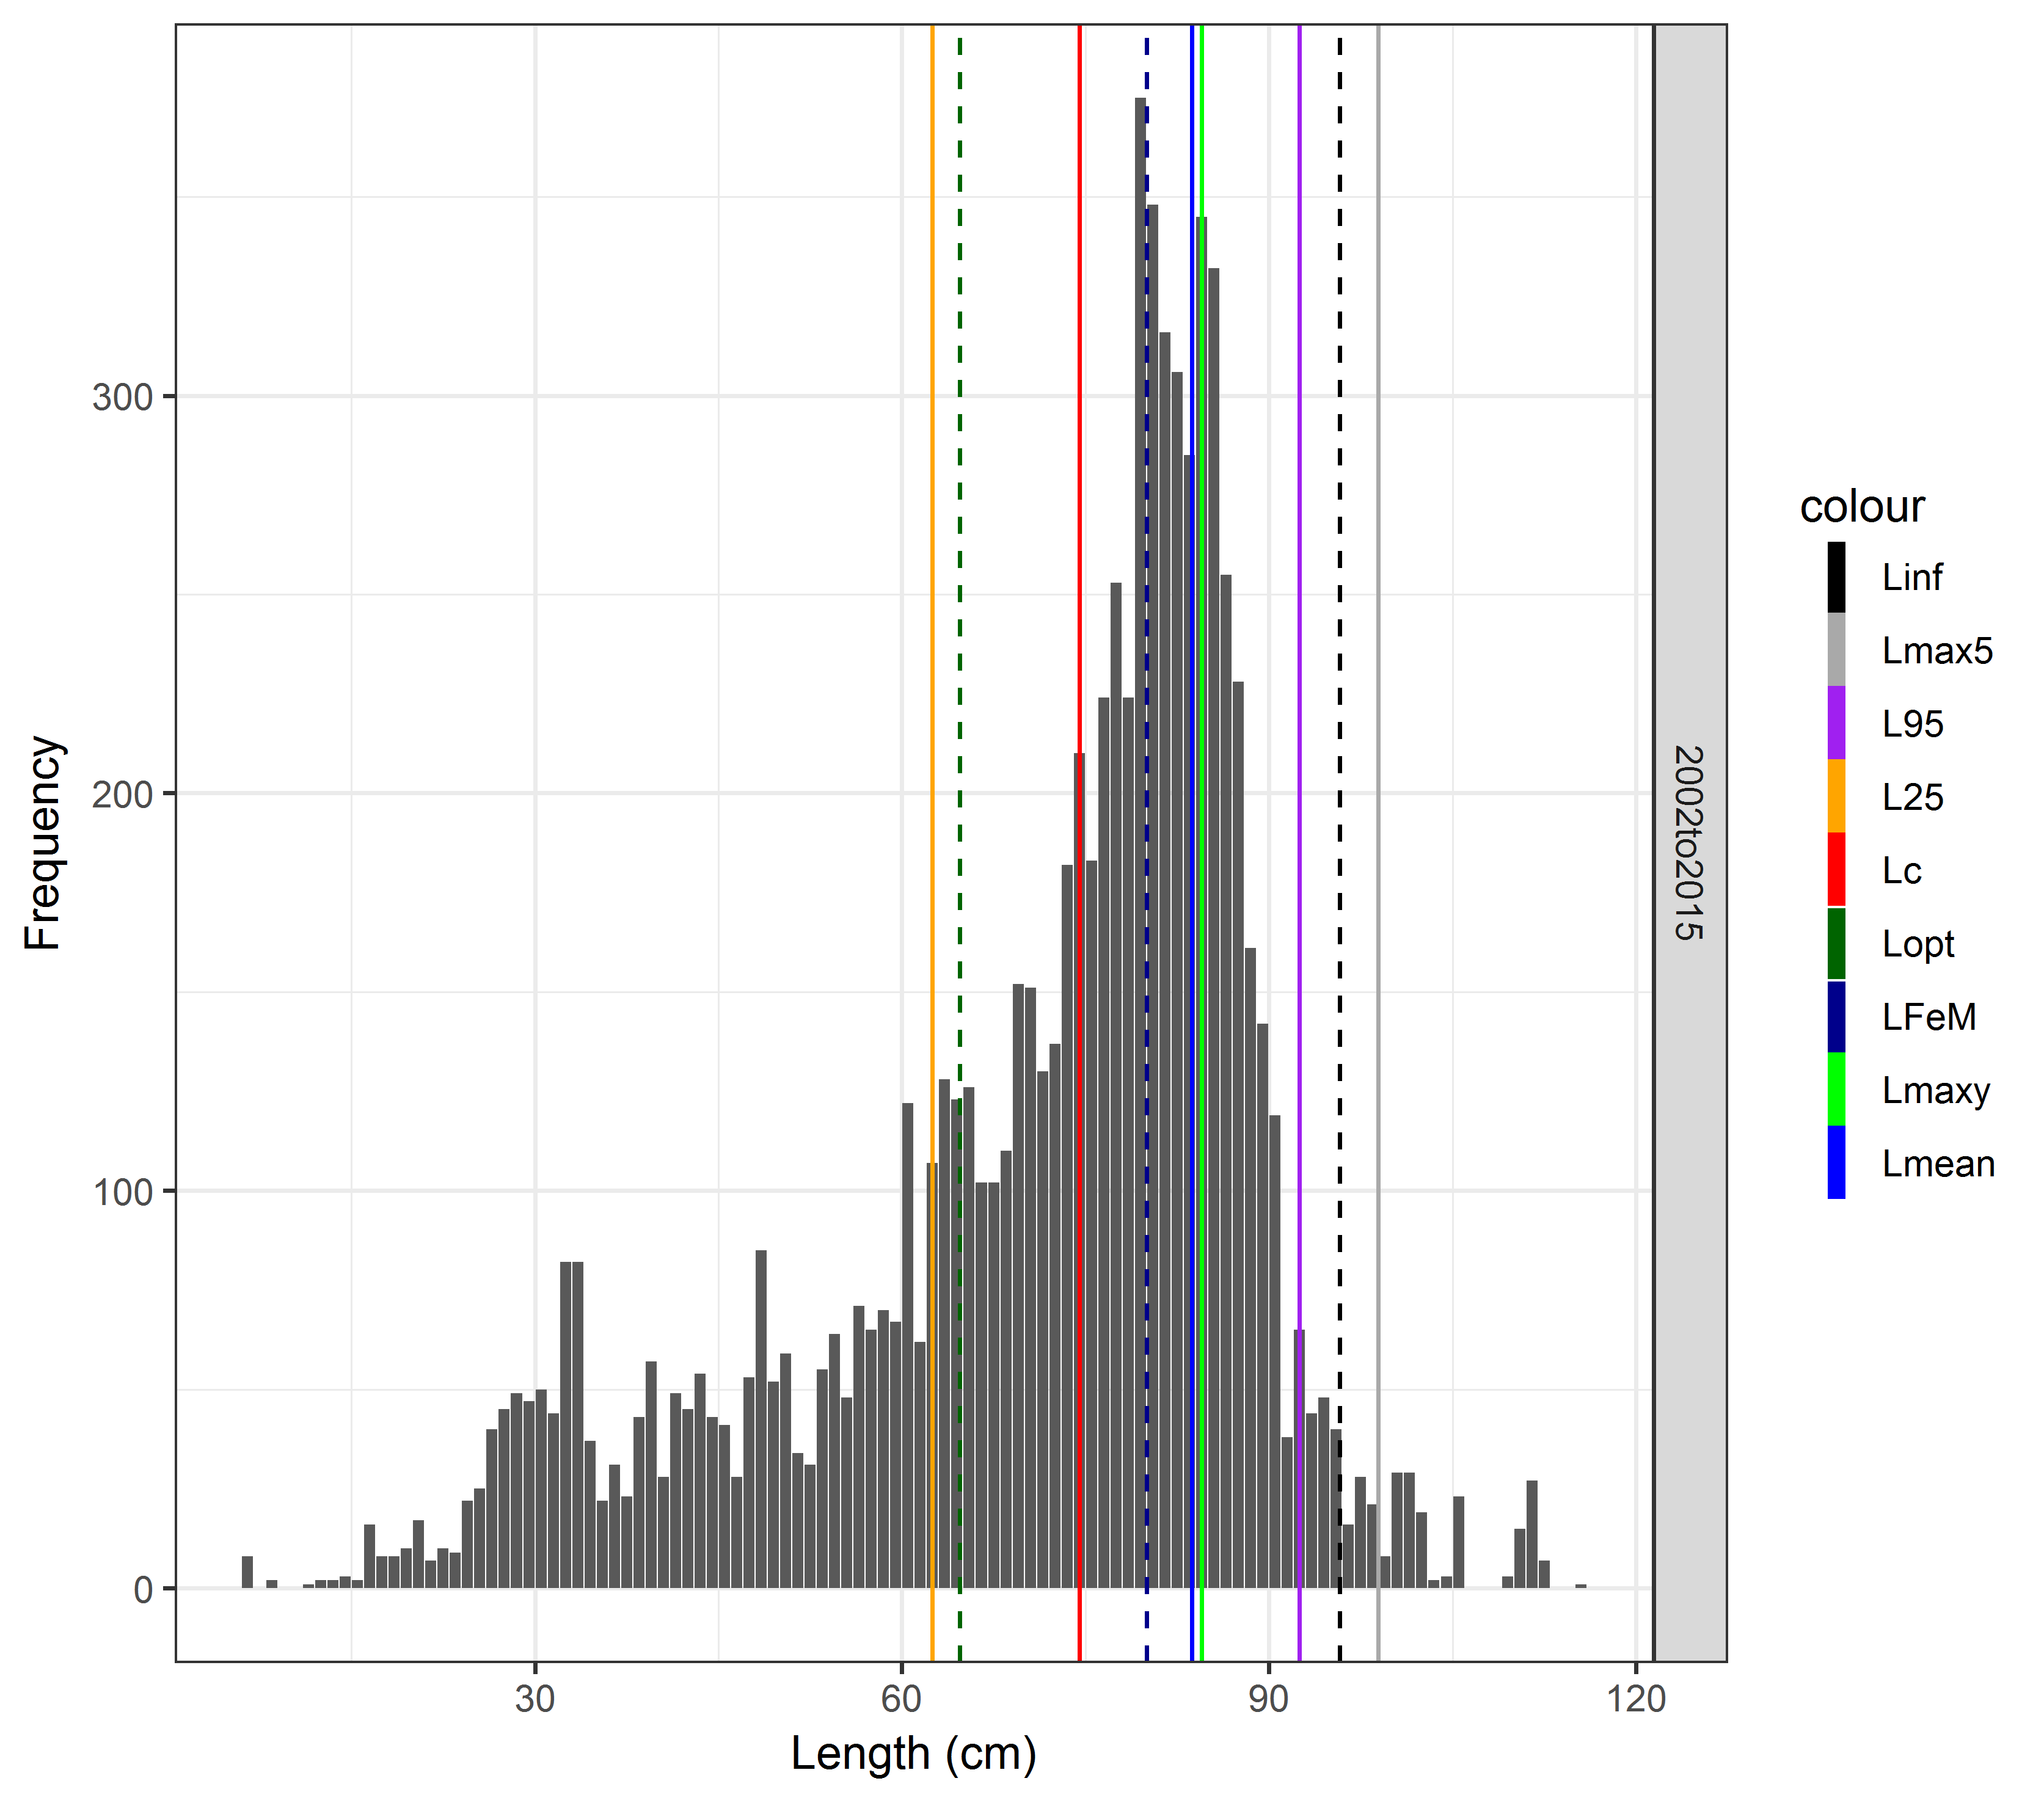 Frequency
300
200
100
0
30
60
90
120
Length (cm)
2002to2015
colour
Linf
Lmax5
L95
L25
Lc
Lopt
LFeM
Lmaxy
Lmean